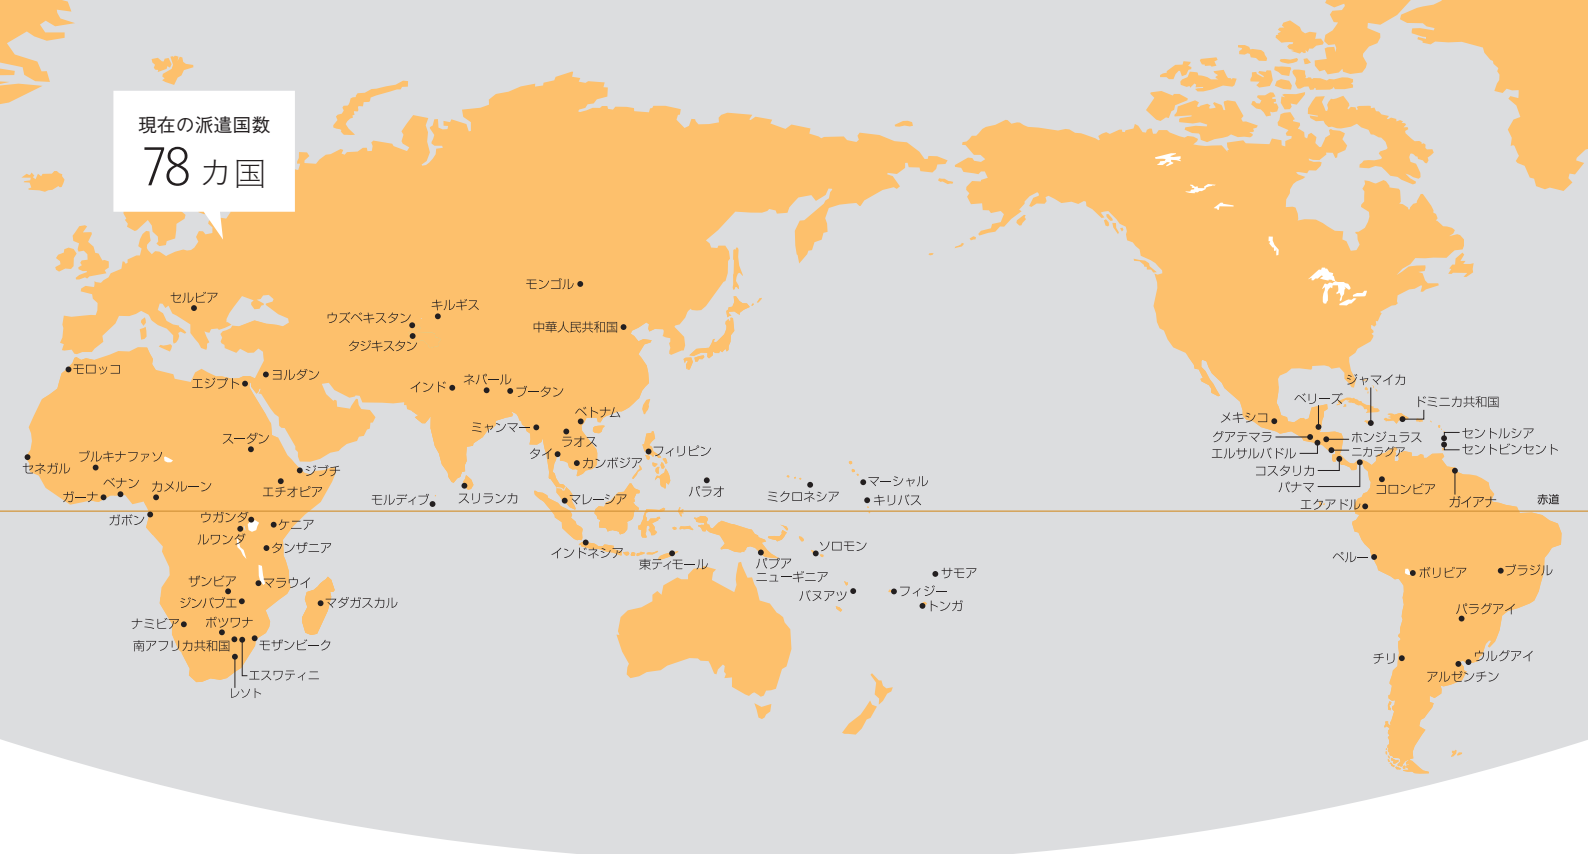 現在の派遣国数
78 カ国
セルビア
モンゴル
キルギス
ウズベキスタン
中華人民共和国
タジキスタン
モロッコ
エジプト
ヨルダン
インド
ネパール
ブータン
ジャマイカ
ベリーズ
ドミニカ共和国
メキシコ
ベトナム
ミャンマー
ラオス
グアテマラ
ホンジュラス
セントルシア
スーダン
エルサルバドル
ニカラグア
セントビンセント
フィリピン
タイ
カンボジア
ブルキナファソ
セネガル
ジブチ
コスタリカ
ベナン
カメルーン
エチオピア
パナマ
コロンビア
マーシャル
パラオ
ミクロネシア
ガーナ
モルディブ
スリランカ
マレーシア
キリバス
エクアドル
ガイアナ
赤道
ガボン
ウガンダ
ケニア
ルワンダ
タンザニア
インドネシア
東ティモール
パプア
ニューギニア
ソロモン
ペルー
ザンビア
マラウイ
サモア
ボリビア
ブラジル
ジンバブエ
マダガスカル
バヌアツ
フィジー
トンガ
パラグアイ
ナミビア
ボツワナ
南アフリカ共和国
モザンビーク
チリ
ウルグアイ
エスワティニ
アルゼンチン
レソト